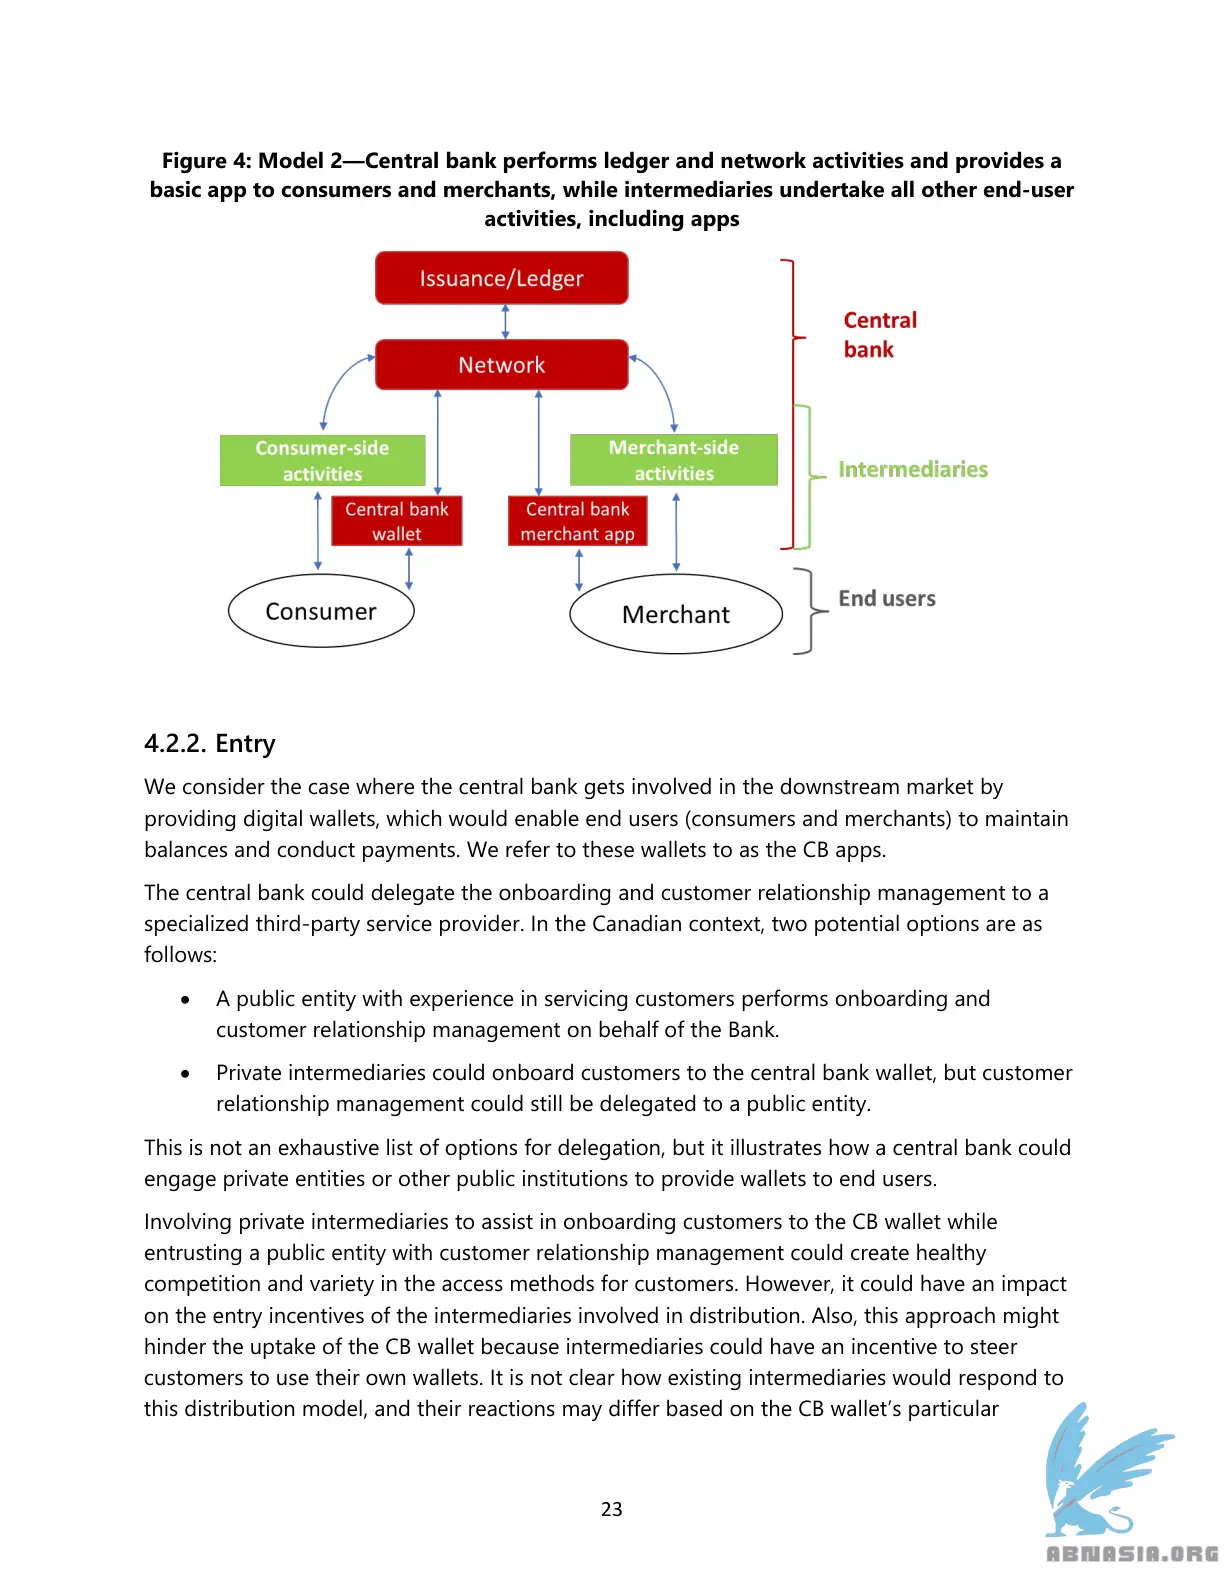 Figure 4: Model 2—Central bank performs ledger and network activities and provides a
basic app to consumers and merchants, while intermediaries undertake all other end-user
activities, including apps
Issuance/Ledger
Central
bank
Network
Consumer-side
activities
Merchant-side
activities
Intermediaries
Central bank
wallet
Central bank
merchant app
Consumer
Merchant
End users
4.2.2. Entry
We consider the case where the central bank gets involved in the downstream market by
providing digital wallets, which would enable end users (consumers and merchants) to maintain
balances and conduct payments. We refer to these wallets to as the CB apps.
The central bank could delegate the onboarding and customer relationship management to a
specialized third-party service provider. In the Canadian context, two potential options are as
follows:
• A public entity with experience in servicing customers performs onboarding and
customer relationship management on behalf of the Bank.
• Private intermediaries could onboard customers to the central bank wallet, but customer
relationship management could still be delegated to a public entity.
This is not an exhaustive list of options for delegation, but it illustrates how a central bank could
engage private entities or other public institutions to provide wallets to end users.
Involving private intermediaries to assist in onboarding customers to the CB wallet while
entrusting a public entity with customer relationship management could create healthy
competition and variety in the access methods for customers. However, it could have an impact
on the entry incentives of the intermediaries involved in distribution. Also, this approach might
hinder the uptake of the CB wallet because intermediaries could have an incentive to steer
customers to use their own wallets. It is not clear how existing intermediaries would respond to
this distribution model, and their reactions may differ based on the CB wallet’s particular
23
ABNASIA.ORG